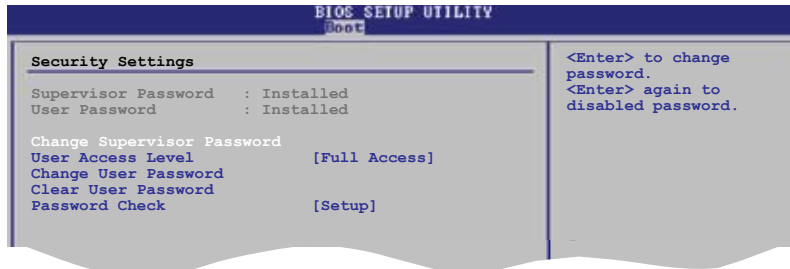 BIOS SETUP UTILITY
Boot
Security Settings
Supervisor Password : Installed
User Password : Installed
Change Supervisor Password
User Access Level [Full Access]
Change User Password
Clear User Password
Password Check [Setup]
<Enter> to change
password.
<Enter> again to
disabled password.